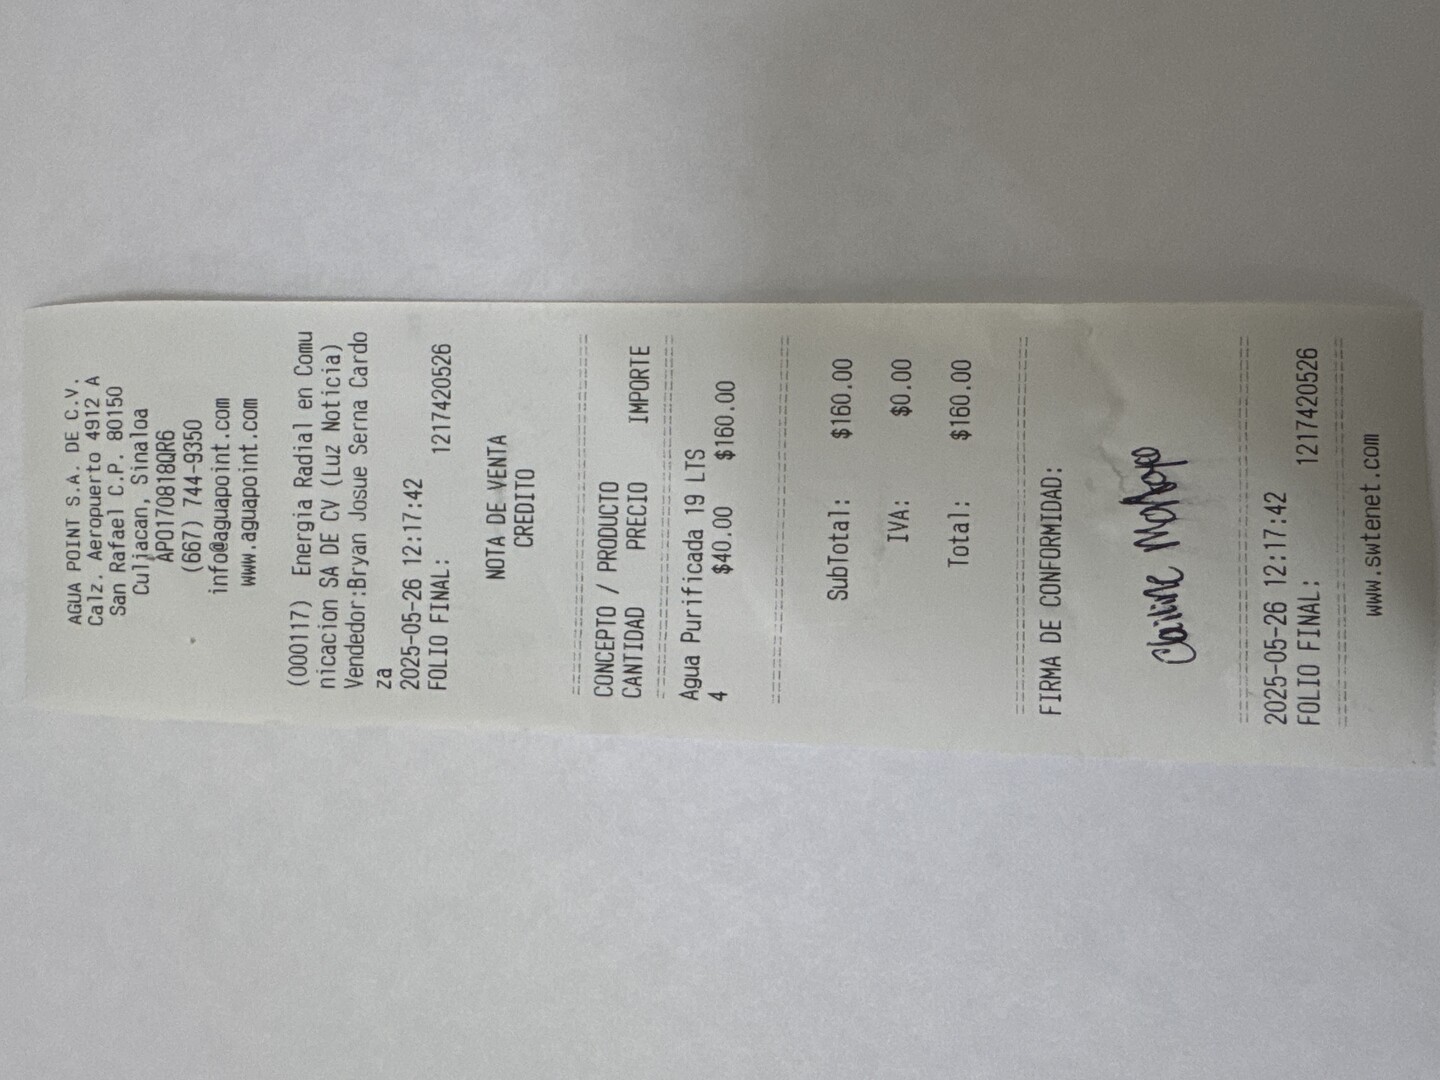 AGUA POINT S.A. DE C.V.
Calz. Aeropuerto 4912 A
San Rafael C.P. 80150
Culiacan, Sinaloa
APO170818QR6
(667) 744-9350
info@aguapoint.com
www.aguapoint.com
(000117) Energia Radial en Comu
nicacion SA DE CV (Luz Noticia)
Vendedor:Bryan Josue Serna Cardo
za
2025-05-26 12:17:42
FOLIO FINAL: 1217420526
NOTA DE VENTA
CREDITO
CONCEPTO / PRODUCTO
CANTIDAD PRECIO IMPORTE
Agua Purificada 19 LTS
4 $40.00 $160.00
SubTotal: $160.00
IVA: $0.00
Total: $160.00
FIRMA DE CONFORMIDAD:
2025-05-26 12:17:42
FOLIO FINAL: 1217420526
www.swtenet.com